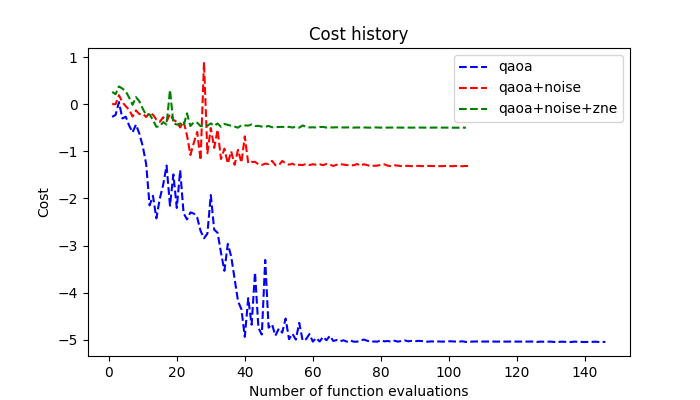 Cost history
qaoa
qaoa+noise
qaoa+noise+zne
Cost
1
0
−1
−2
−3
−4
−5
0 20 40 60 80 100 120 140
Number of function evaluations